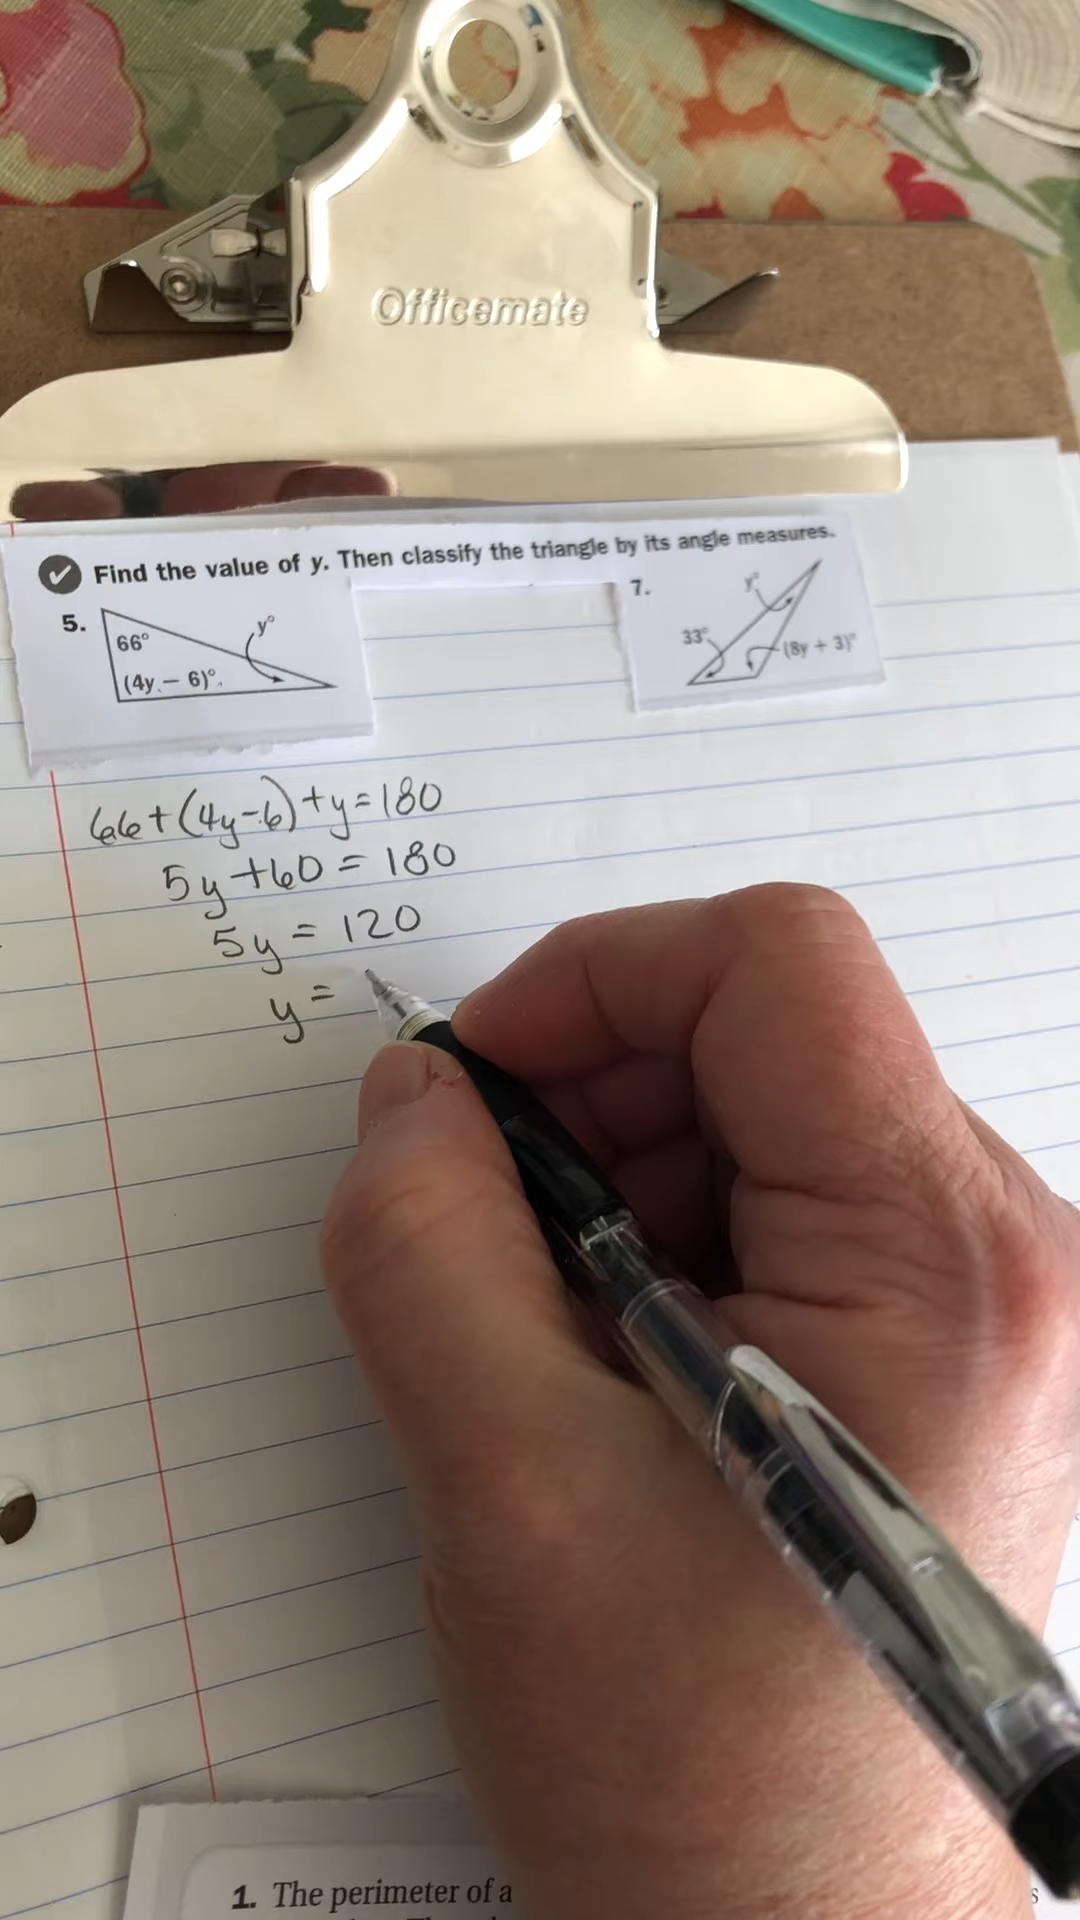 Officemate
Find the value of y. Then classify the triangle by its angle measures.
5.
66°
y°
(4y - 6)°
7.
y°
33°
(8y + 3)°
66+(4y-6)+y=180
5y+60=180
5y=120
y=
1. The perimeter of a
s